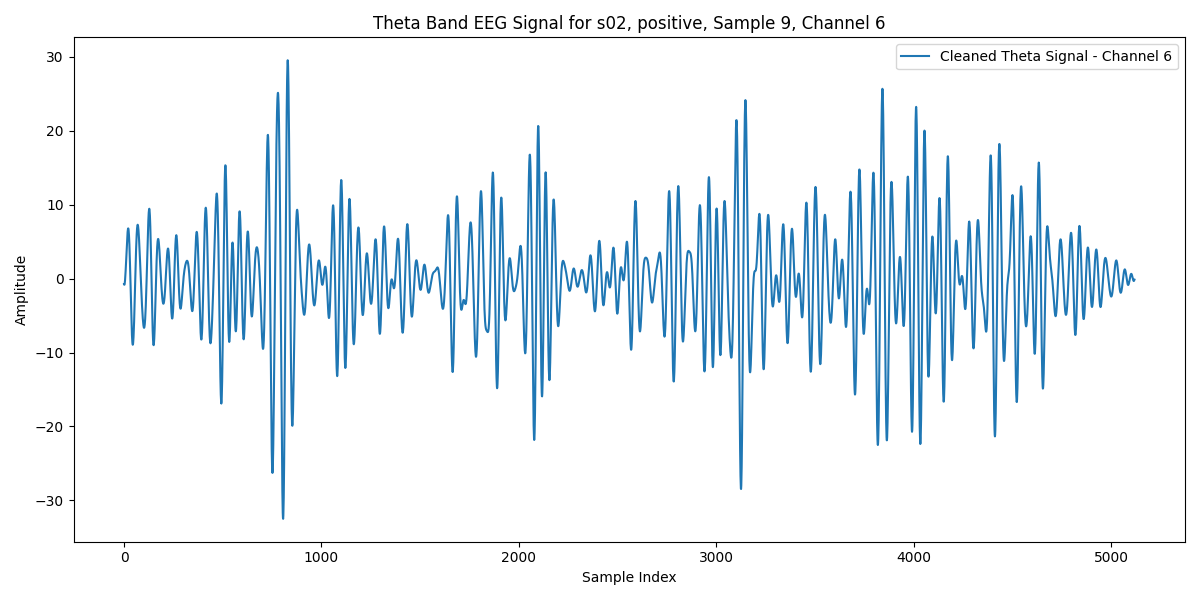 Theta Band EEG Signal for s02, positive, Sample 9, Channel 6
Cleaned Theta Signal - Channel 6
30
20
10
0
−10
−20
−30
Amplitude
0 1000 2000 3000 4000 5000
Sample Index